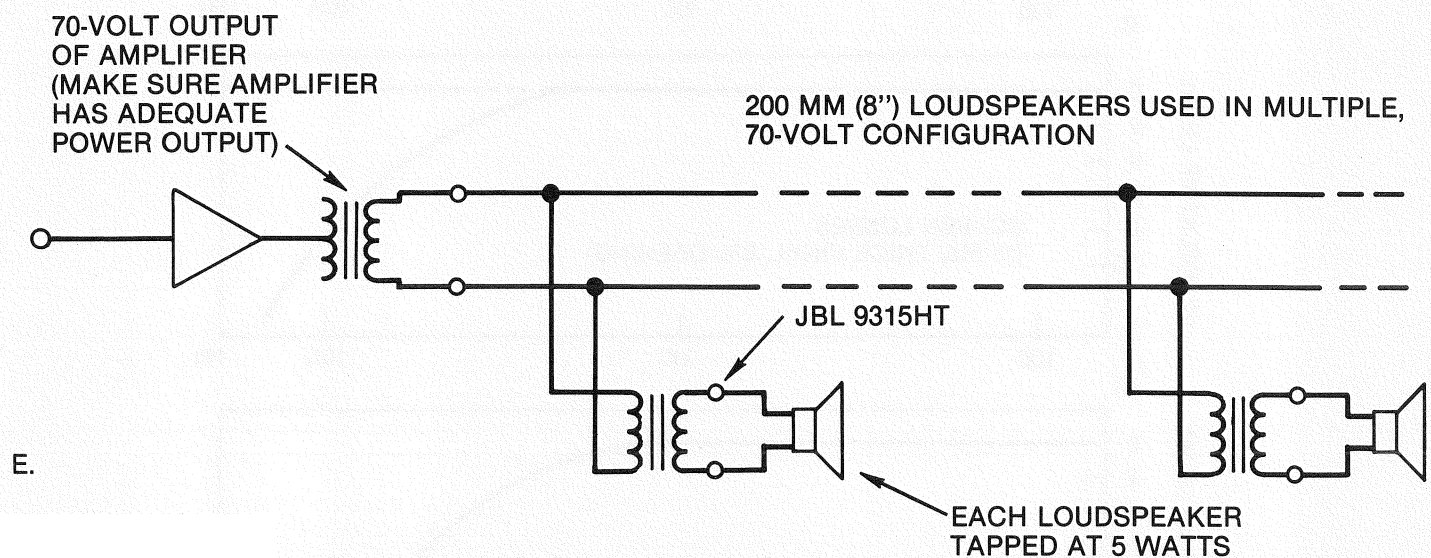 70-VOLT OUTPUT
OF AMPLIFIER
(MAKE SURE AMPLIFIER
HAS ADEQUATE
POWER OUTPUT)
200 MM (8”) LOUDSPEAKERS USED IN MULTIPLE,
70-VOLT CONFIGURATION
JBL 9315HT
E.
EACH LOUDSPEAKER
TAPPED AT 5 WATTS